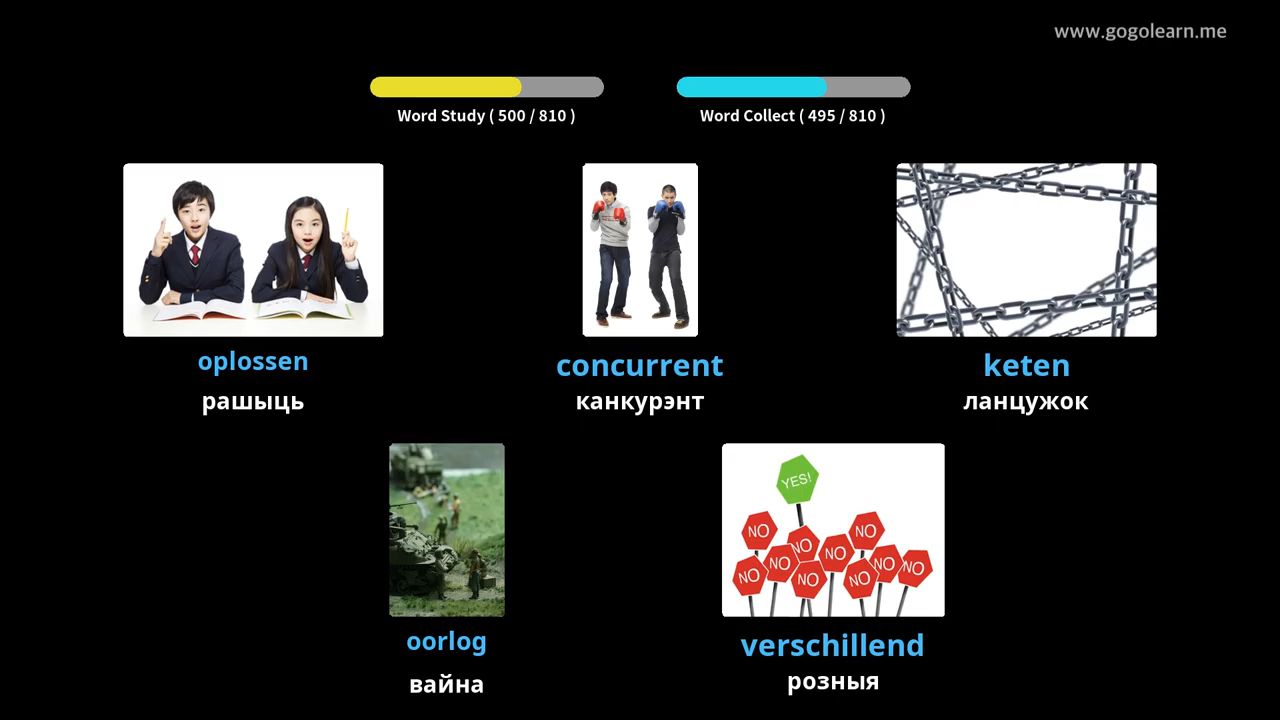 www.gogolearn.me
Word Study ( 500 / 810 )
Word Collect ( 495 / 810 )
oplossen
рашыць
concurrent
канкурэнт
keten
ланцужок
YES!
NO
NO
NO
NO
NO
NO
NO
NO
NO
NO
oorlog
вайна
verschillend
розныя